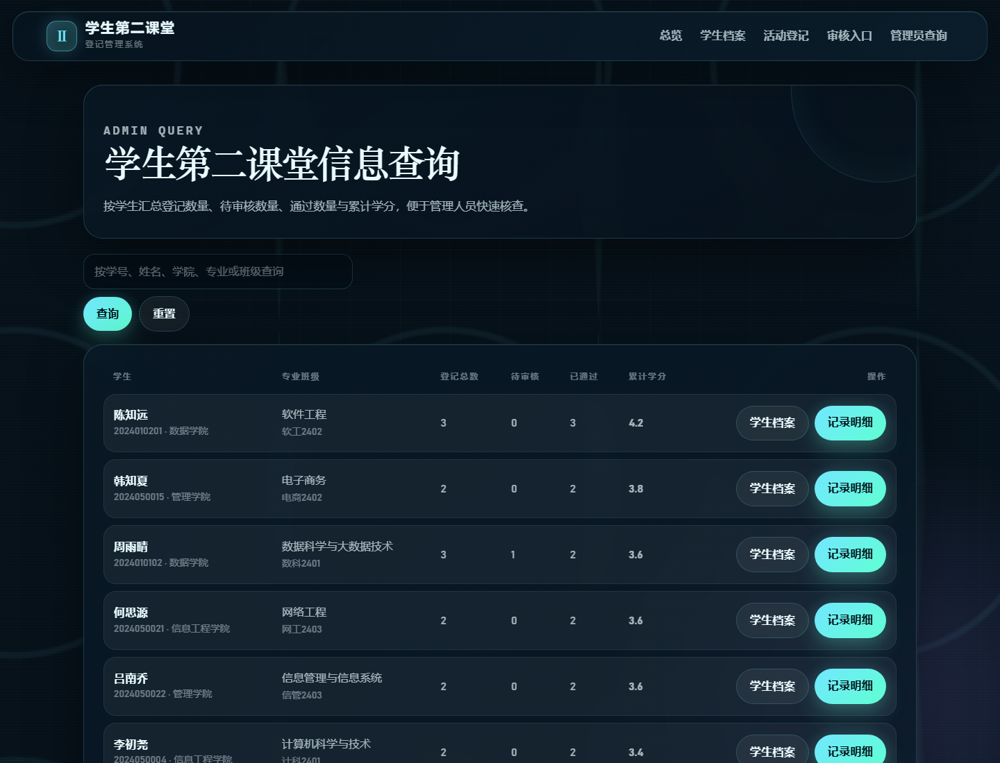 Ⅱ
学生第二课堂
登记管理系统
总览 学生档案 活动登记 审核入口 管理员查询
ADMIN QUERY
学生第二课堂信息查询
按学生汇总登记数量、待审核数量、通过数量与累计学分，便于管理人员快速核查。
按学号、姓名、学院、专业或班级查询
查询 重置
学生 专业班级 登记总数 待审核 已通过 累计学分 操作
陈知远 软件工程 3 0 3 4.2 学生档案 记录明细
2024010201 · 数据学院 软工2402
韩知夏 电子商务 2 0 2 3.8 学生档案 记录明细
2024050015 · 管理学院 电商2402
周雨晴 数据科学与大数据技术 3 1 2 3.6 学生档案 记录明细
2024010102 · 数据学院 数科2401
何思源 网络工程 2 0 2 3.6 学生档案 记录明细
2024050021 · 信息工程学院 网工2403
吕南乔 信息管理与信息系统 2 0 2 3.6 学生档案 记录明细
2024050022 · 管理学院 信管2403
李初尧 计算机科学与技术 2 0 2 3.4 学生档案 记录明细
2024050004 · 信息工程学院 计科2401